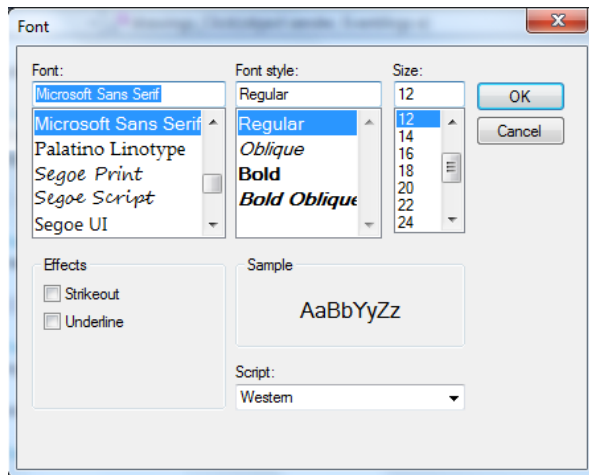 Font
Font:
Microsoft Sans Serif
Microsoft Sans Serif
Palatino Linotype
Segoe Print
Segoe Script
Segoe UI
Font style:
Regular
Regular
Oblique
Bold
Bold Oblique
Size:
12
12
14
16
18
20
22
24
OK
Cancel
Effects
Strikeout
Underline
Sample
AaBbYyZz
Script:
Western